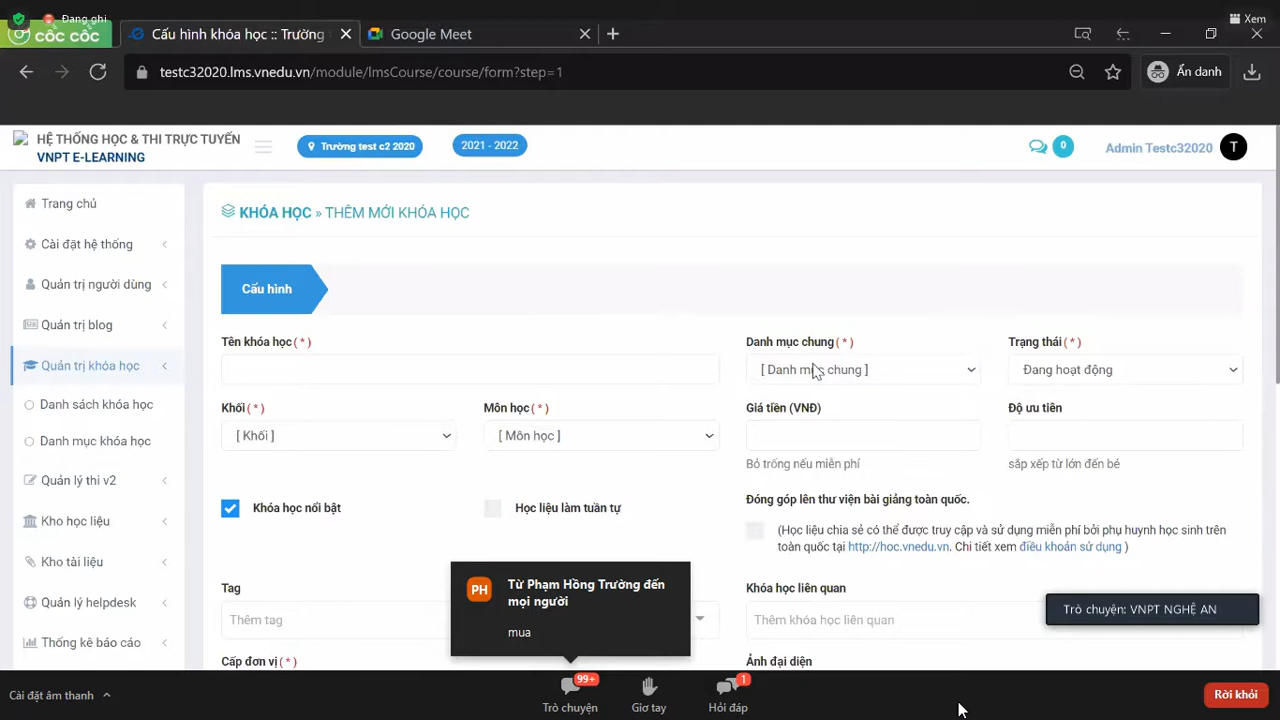 Đang ghi
Xem
cốc cốc
Cấu hình khóa học :: Trường
Google Meet
testc32020.lms.vnedu.vn/module/lmsCourse/course/form?step=1
Ẩn danh
HỆ THỐNG HỌC & THI TRỰC TUYẾN
VNPT E-LEARNING
Trường test c2 2020
2021 - 2022
0
Admin Testc32020
T
Trang chủ
Cài đặt hệ thống
Quản trị người dùng
Quản trị blog
Quản trị khóa học
Danh sách khóa học
Danh mục khóa học
Quản lý thi v2
Kho học liệu
Kho tài liệu
Quản lý helpdesk
Thống kê báo cáo
KHÓA HỌC » THÊM MỚI KHÓA HỌC
Cấu hình
Tên khóa học ( * )
Danh mục chung ( * )
Trạng thái ( * )
[ Danh mục chung ]
Đang hoạt động
Khối ( * )
Môn học ( * )
Giá tiền (VNĐ)
Độ ưu tiên
[ Khối ]
[ Môn học ]
Bỏ trống nếu miễn phí
sắp xếp từ lớn đến bé
Khóa học nổi bật
Học liệu làm tuần tự
Đóng góp lên thư viện bài giảng toàn quốc.
(Học liệu chia sẻ có thể được truy cập và sử dụng miễn phí bởi phụ huynh học sinh trên
toàn quốc tại http://hoc.vnedu.vn. Chi tiết xem điều khoản sử dụng )
Tag
Khóa học liên quan
Thêm tag
Thêm khóa học liên quan
Cấp đơn vị ( * )
Ảnh đại diện
PH
Từ Phạm Hồng Trường đến
mọi người
mua
Trò chuyện: VNPT NGHỆ AN
Cài đặt âm thanh
99+
Trò chuyện
Giơ tay
1
Hỏi đáp
Rời khỏi